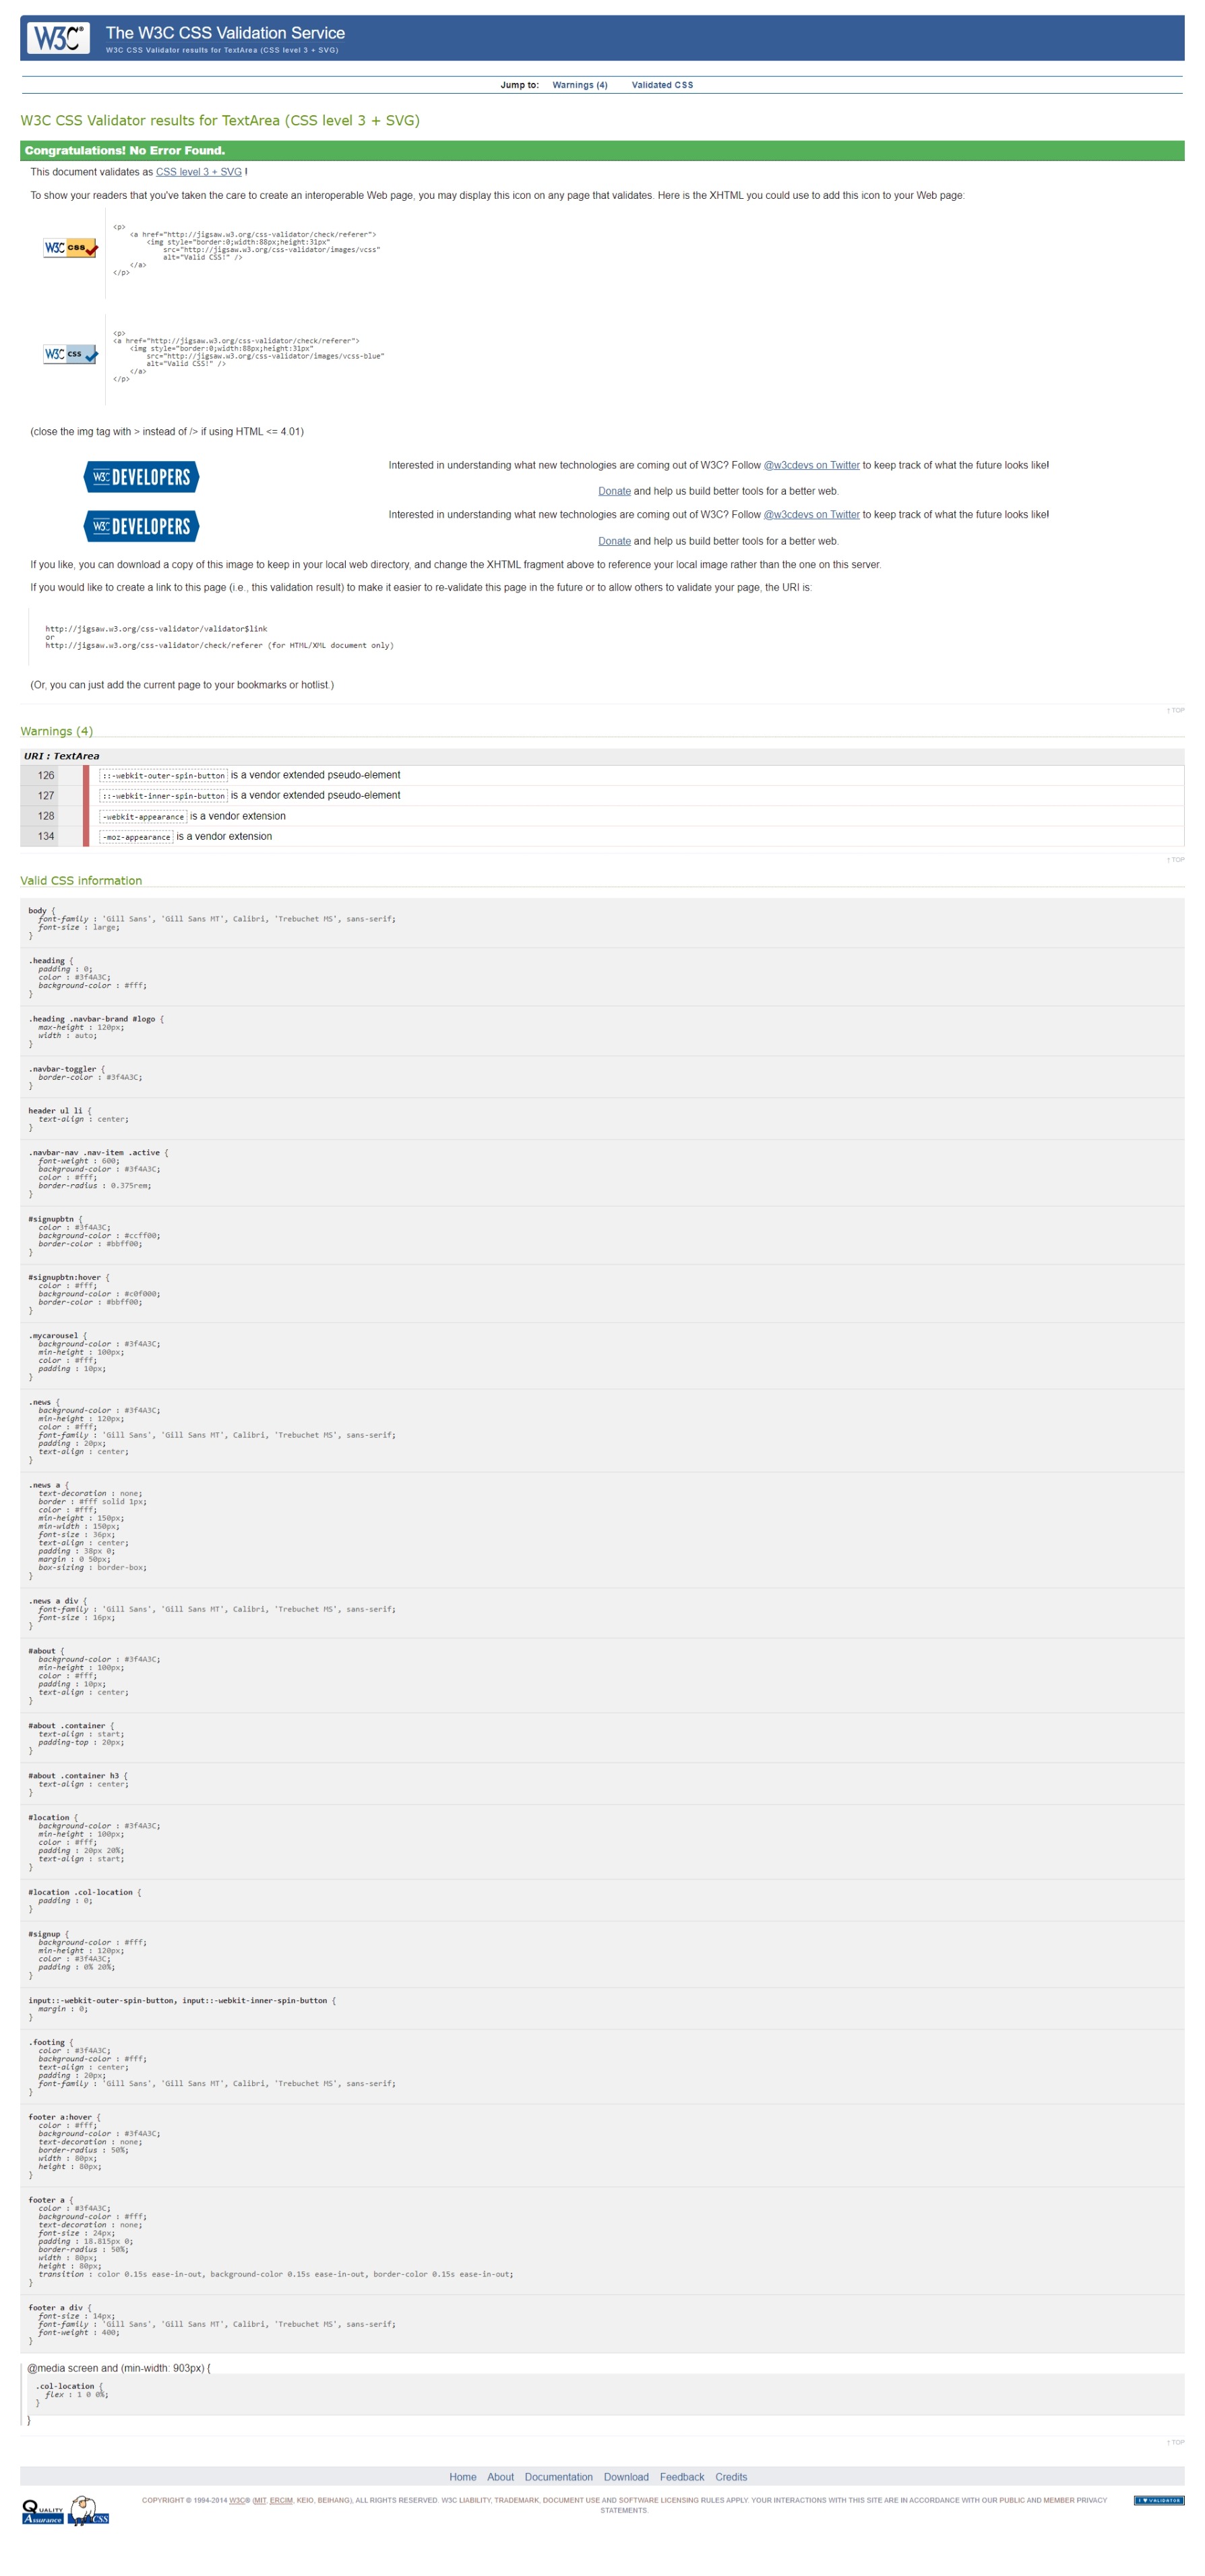 W3C®
The W3C CSS Validation Service
W3C CSS Validator results for TextArea (CSS level 3 + SVG)
Jump to: Warnings (4) Validated CSS
W3C CSS Validator results for TextArea (CSS level 3 + SVG)
Congratulations! No Error Found.
This document validates as CSS level 3 + SVG !
To show your readers that you've taken the care to create an interoperable Web page, you may display this icon on any page that validates. Here is the XHTML you could use to add this icon to your Web page:
W3C css
<p>
<a href="http://jigsaw.w3.org/css-validator/check/referer">
<img style="border:0;width:88px;height:31px"
src="http://jigsaw.w3.org/css-validator/images/vcss"
alt="Valid CSS!" />
</a>
</p>
W3C css
<p>
<a href="http://jigsaw.w3.org/css-validator/check/referer">
<img style="border:0;width:88px;height:31px"
src="http://jigsaw.w3.org/css-validator/images/vcss-blue"
alt="Valid CSS!" />
</a>
</p>
(close the img tag with > instead of /> if using HTML <= 4.01)
W3C DEVELOPERS
Interested in understanding what new technologies are coming out of W3C? Follow @w3cdevs on Twitter to keep track of what the future looks like!
Donate and help us build better tools for a better web.
W3C DEVELOPERS
Interested in understanding what new technologies are coming out of W3C? Follow @w3cdevs on Twitter to keep track of what the future looks like!
Donate and help us build better tools for a better web.
If you like, you can download a copy of this image to keep in your local web directory, and change the XHTML fragment above to reference your local image rather than the one on this server.
If you would like to create a link to this page (i.e., this validation result) to make it easier to re-validate this page in the future or to allow others to validate your page, the URI is:
http://jigsaw.w3.org/css-validator/validator$link
or
http://jigsaw.w3.org/css-validator/check/referer (for HTML/XML document only)
(Or, you can just add the current page to your bookmarks or hotlist.)
↑ TOP
Warnings (4)
URI : TextArea
126 ::-webkit-outer-spin-button is a vendor extended pseudo-element
127 ::-webkit-inner-spin-button is a vendor extended pseudo-element
128 -webkit-appearance is a vendor extension
134 -moz-appearance is a vendor extension
↑ TOP
Valid CSS information
body {
font-family : 'Gill Sans', 'Gill Sans MT', Calibri, 'Trebuchet MS', sans-serif;
font-size : large;
}
.heading {
padding : 0;
color : #3f4A3C;
background-color : #fff;
}
.heading .navbar-brand #logo {
max-height : 120px;
width : auto;
}
.navbar-toggler {
border-color : #3f4A3C;
}
header ul li {
text-align : center;
}
.navbar-nav .nav-item .active {
font-weight : 600;
background-color : #3f4A3C;
color : #fff;
border-radius : 0.375rem;
}
#signupbtn {
color : #3f4A3C;
background-color : #ccff00;
border-color : #bbff00;
}
#signupbtn:hover {
color : #fff;
background-color : #c0f000;
border-color : #bbff00;
}
.mycarousel {
background-color : #3f4A3C;
min-height : 100px;
color : #fff;
padding : 10px;
}
.news {
background-color : #3f4A3C;
min-height : 120px;
color : #fff;
font-family : 'Gill Sans', 'Gill Sans MT', Calibri, 'Trebuchet MS', sans-serif;
padding : 20px;
text-align : center;
}
.news a {
text-decoration : none;
border : #fff solid 1px;
color : #fff;
min-height : 150px;
min-width : 150px;
font-size : 36px;
text-align : center;
padding : 38px 0;
margin : 0 50px;
box-sizing : border-box;
}
.news a div {
font-family : 'Gill Sans', 'Gill Sans MT', Calibri, 'Trebuchet MS', sans-serif;
font-size : 16px;
}
#about {
background-color : #3f4A3C;
min-height : 100px;
color : #fff;
padding : 10px;
text-align : center;
}
#about .container {
text-align : start;
padding-top : 20px;
}
#about .container h3 {
text-align : center;
}
#location {
background-color : #3f4A3C;
min-height : 100px;
color : #fff;
padding : 20px 20%;
text-align : start;
}
#location .col-location {
padding : 0;
}
#signup {
background-color : #fff;
min-height : 120px;
color : #3f4A3C;
padding : 0% 20%;
}
input::-webkit-outer-spin-button, input::-webkit-inner-spin-button {
margin : 0;
}
.footing {
color : #3f4A3C;
background-color : #fff;
text-align : center;
padding : 20px;
font-family : 'Gill Sans', 'Gill Sans MT', Calibri, 'Trebuchet MS', sans-serif;
}
footer a:hover {
color : #fff;
background-color : #3f4A3C;
text-decoration : none;
border-radius : 50%;
width : 80px;
height : 80px;
}
footer a {
color : #3f4A3C;
background-color : #fff;
text-decoration : none;
font-size : 24px;
padding : 18.815px 0;
border-radius : 50%;
width : 80px;
height : 80px;
transition : color 0.15s ease-in-out, background-color 0.15s ease-in-out, border-color 0.15s ease-in-out;
}
footer a div {
font-size : 14px;
font-family : 'Gill Sans', 'Gill Sans MT', Calibri, 'Trebuchet MS', sans-serif;
font-weight : 400;
}
@media screen and (min-width: 903px) {
.col-location {
flex : 1 0 0%;
}
}
↑ TOP
Home About Documentation Download Feedback Credits
QUALITY Assurance
CSS
COPYRIGHT © 1994-2014 W3C® (MIT, ERCIM, KEIO, BEIHANG), ALL RIGHTS RESERVED. W3C LIABILITY, TRADEMARK, DOCUMENT USE AND SOFTWARE LICENSING RULES APPLY. YOUR INTERACTIONS WITH THIS SITE ARE IN ACCORDANCE WITH OUR PUBLIC AND MEMBER PRIVACY
STATEMENTS.
I ♥ VALIDATOR